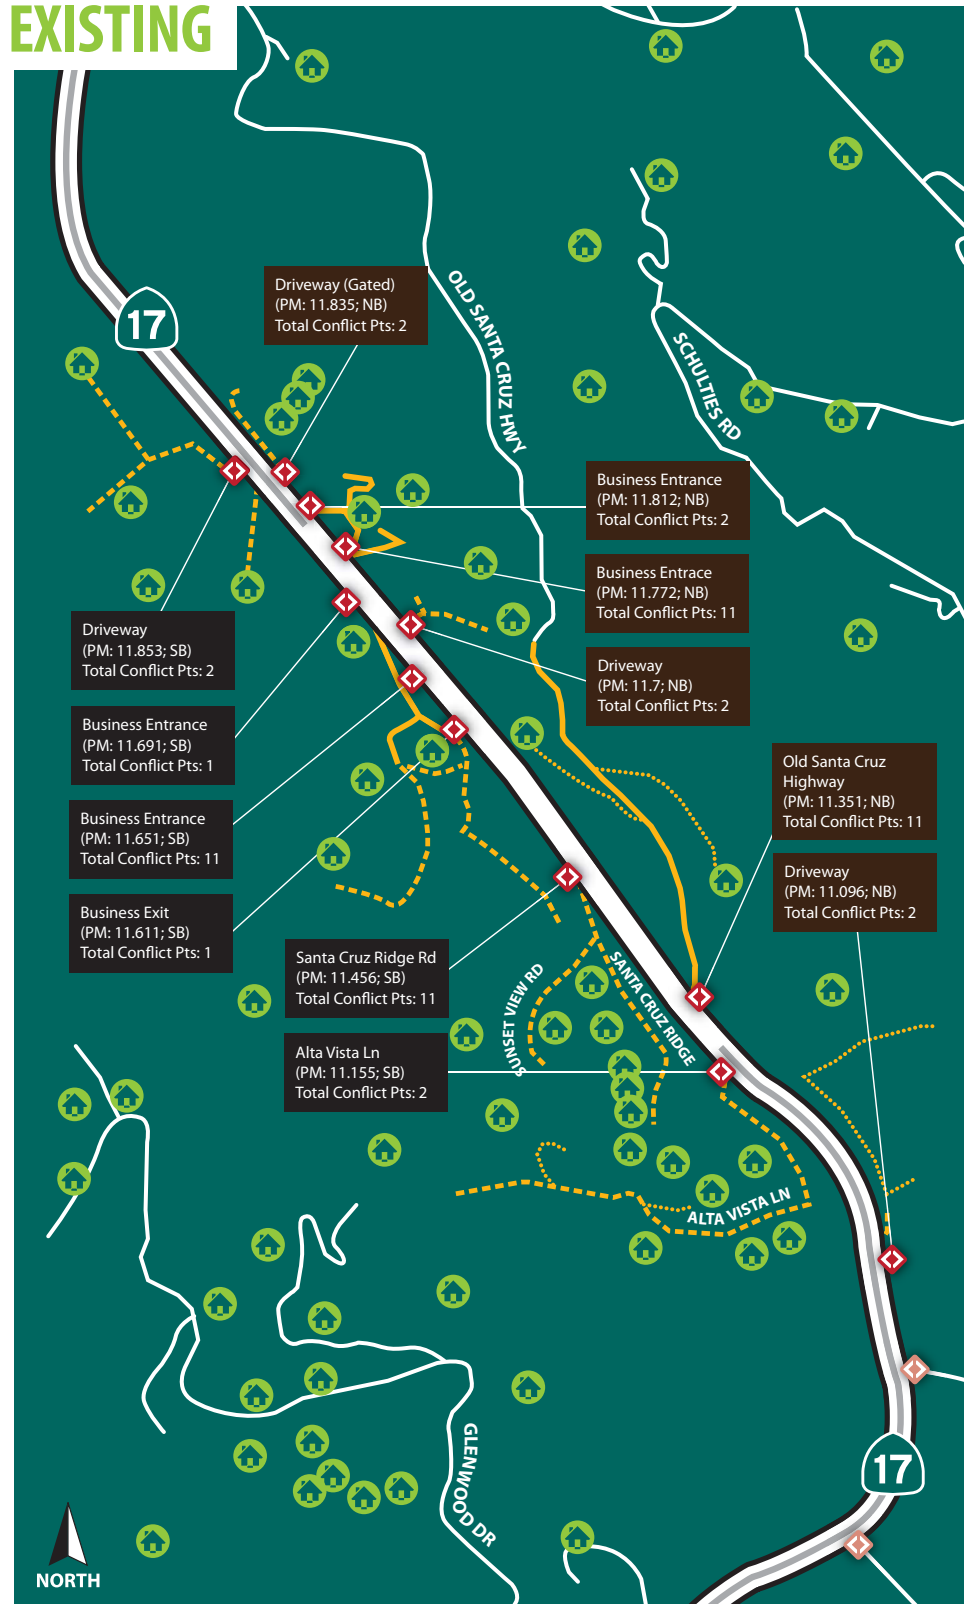 EXISTING
17
Driveway (Gated)
(PM: 11.835; NB)
Total Conflict Pts: 2
OLD SANTA CRUZ HWY
SCHULTIES RD
Business Entrance
(PM: 11.812; NB)
Total Conflict Pts: 2
Business Entrace
(PM: 11.772; NB)
Total Conflict Pts: 11
Driveway
(PM: 11.7; NB)
Total Conflict Pts: 2
Driveway
(PM: 11.853; SB)
Total Conflict Pts: 2
Business Entrance
(PM: 11.691; SB)
Total Conflict Pts: 1
Business Entrance
(PM: 11.651; SB)
Total Conflict Pts: 11
Business Exit
(PM: 11.611; SB)
Total Conflict Pts: 1
Old Santa Cruz
Highway
(PM: 11.351; NB)
Total Conflict Pts: 11
Driveway
(PM: 11.096; NB)
Total Conflict Pts: 2
Santa Cruz Ridge Rd
(PM: 11.456; SB)
Total Conflict Pts: 11
Alta Vista Ln
(PM: 11.155; SB)
Total Conflict Pts: 2
SUNSET VIEW RD
SANTA CRUZ RIDGE
ALTA VISTA LN
GLENWOOD DR
17
NORTH